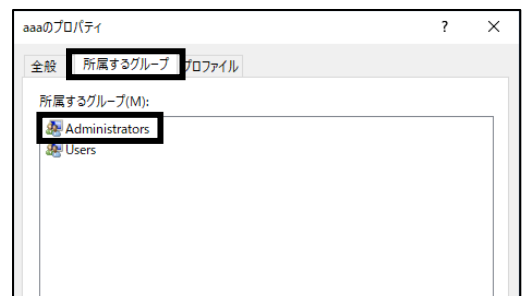 aaaのプロパティ ? ×
全般 所属するグループ プロファイル
所属するグループ(M):
Administrators
Users